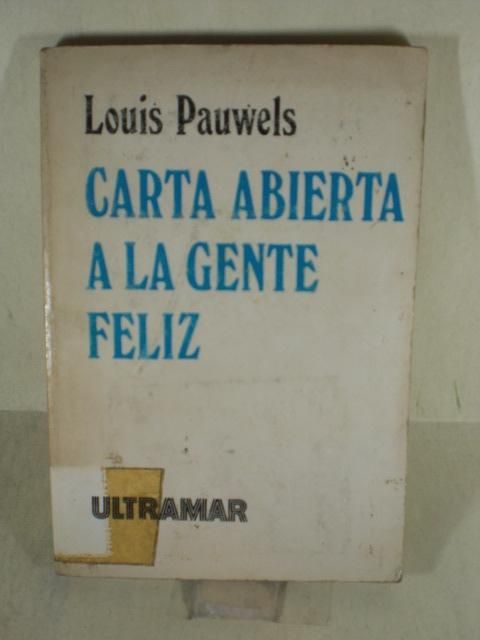 Louis Pauwels
CARTA ABIERTA
A LA GENTE
FELIZ
ULTRAMAR